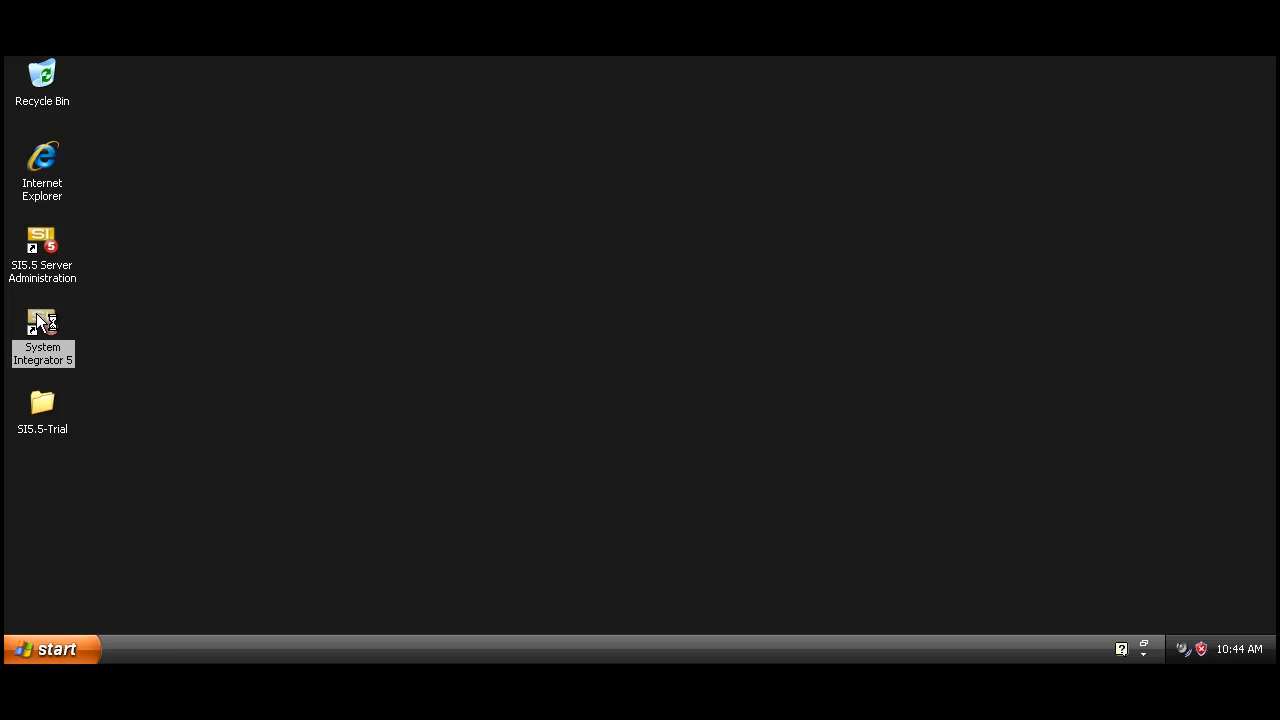 Recycle Bin
Internet
Explorer
SI
5
SI5.5 Server
Administration
System
Integrator 5
SI5.5-Trial
start
?
10:44 AM